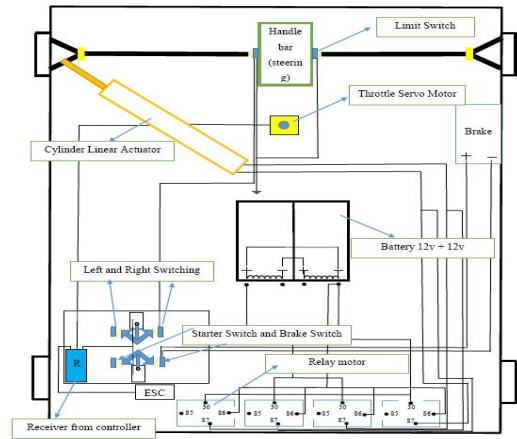 Handle
bar
(steerin
g)
Limit Switch
Throttle Servo Motor
Brake
+
−
Cylinder Linear Actuator
Battery 12v + 12v
+ − + −
Left and Right Switching
Starter Switch and Brake Switch
R
Relay motor
ESC
30 30 30 30
85 86 85 86 85 86 85 86
87 87 87 87
Receiver from controller